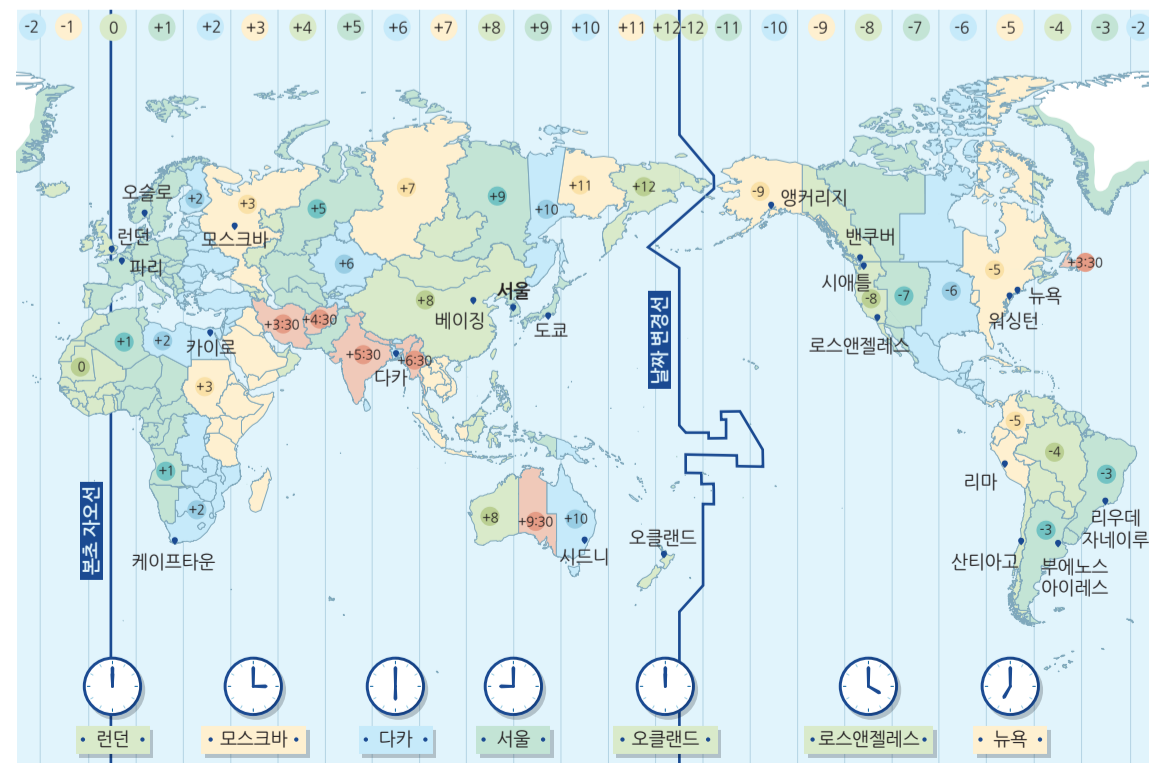 -2 -1 0 +1 +2 +3 +4 +5 +6 +7 +8 +9 +10 +11 +12 -12 -11 -10 -9 -8 -7 -6 -5 -4 -3 -2
+7
+11
+12
-9
앵커리지
오슬로
+2
+3
+5
+9
+10
모스크바
런던
파리
밴쿠버
+3:30
+6
-5
시애틀
-8
-7
-6
뉴욕
워싱턴
+8
서울
베이징
도쿄
날짜 변경선
로스앤젤레스
+3:30
+4:30
+1
+2
카이로
0
+5:30
+6:30
다카
+3
-5
-4
-3
리마
+1
+2
본초 자오선
케이프타운
+8
+9:30
+10
시드니
오클랜드
리우데
자네이루
-3
산티아고
부에노스
아이레스
런던
모스크바
다카
서울
오클랜드
로스앤젤레스
뉴욕